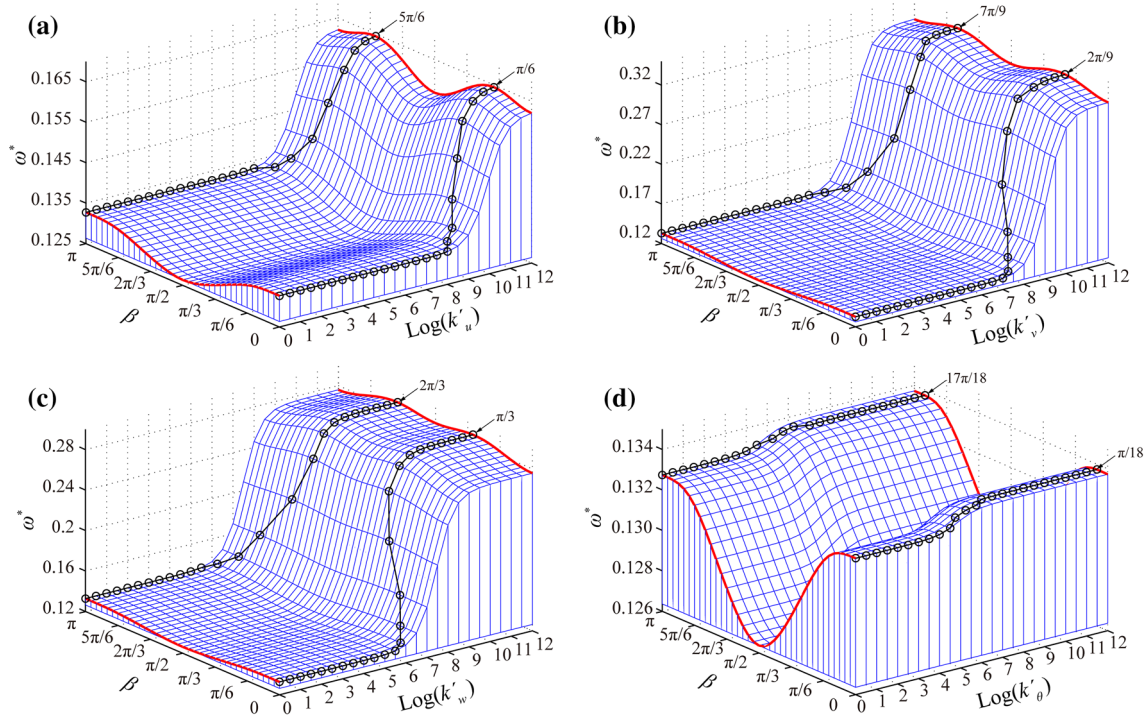 (a)
5π/6
π/6
0.165
0.155
0.145
0.135
0.125
ω*
π
5π/6
2π/3
π/2
π/3
π/6
0
β
0 1 2 3 4 5 6 7 8 9 10 11 12
Log(k′u)
(b)
7π/9
2π/9
0.32
0.27
0.22
0.17
0.12
ω*
π
5π/6
2π/3
π/2
π/3
π/6
0
β
0 1 2 3 4 5 6 7 8 9 10 11 12
Log(k′v)
(c)
2π/3
π/3
0.28
0.24
0.2
0.16
0.12
ω*
π
5π/6
2π/3
π/2
π/3
π/6
0
β
0 1 2 3 4 5 6 7 8 9 10 11 12
Log(k′w)
(d)
17π/18
π/18
0.134
0.132
0.130
0.128
0.126
ω*
π
5π/6
2π/3
π/2
π/3
π/6
0
β
0 1 2 3 4 5 6 7 8 9 10 11 12
Log(k′θ)